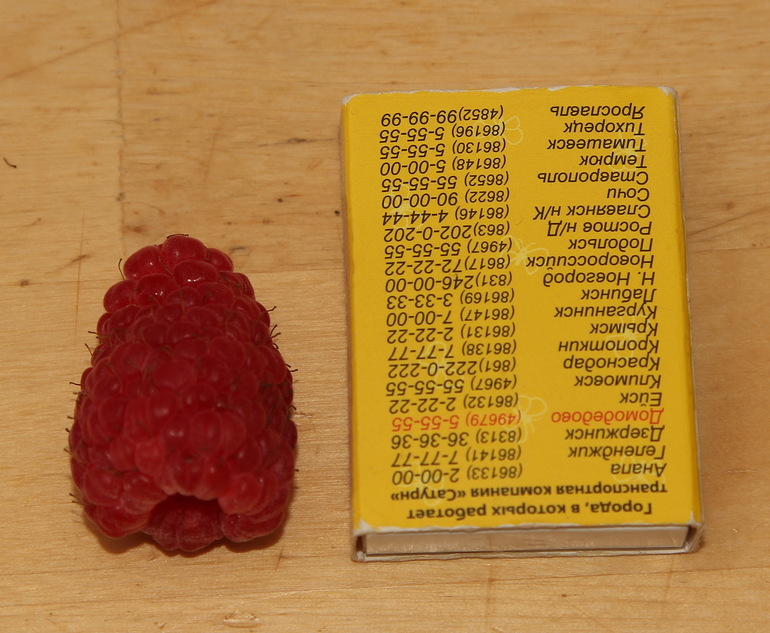 Города, в которых работает
транспортная компания «Сатурн»
Анапа (86133) 2-00-00
Геленджик (86141) 7-77-77
Дзержинск (8313) 36-36-36
Домодедово (49679) 5-55-55
Ейск (86132) 2-22-22
Климовск (4967) 55-55-55
Краснодар (861) 222-0-222
Кропоткин (86138) 7-77-77
Крымск (86131) 2-22-22
Курганинск (86147) 7-00-00
Лабинск (86169) 3-33-33
Н. Новгород (831)246-00-00
Новороссийск (8617)72-22-22
Подольск (4967) 55-55-55
Ростов н/Д (863) 202-0-202
Славянск н/К (86146) 4-44-44
Сочи (8622) 90-00-00
Ставрополь (8652) 55-55-55
Темрюк (86148) 5-00-00
Тимашевск (86130) 5-55-55
Тихорецк (86196) 5-55-55
Ярославль (4852)99-99-99